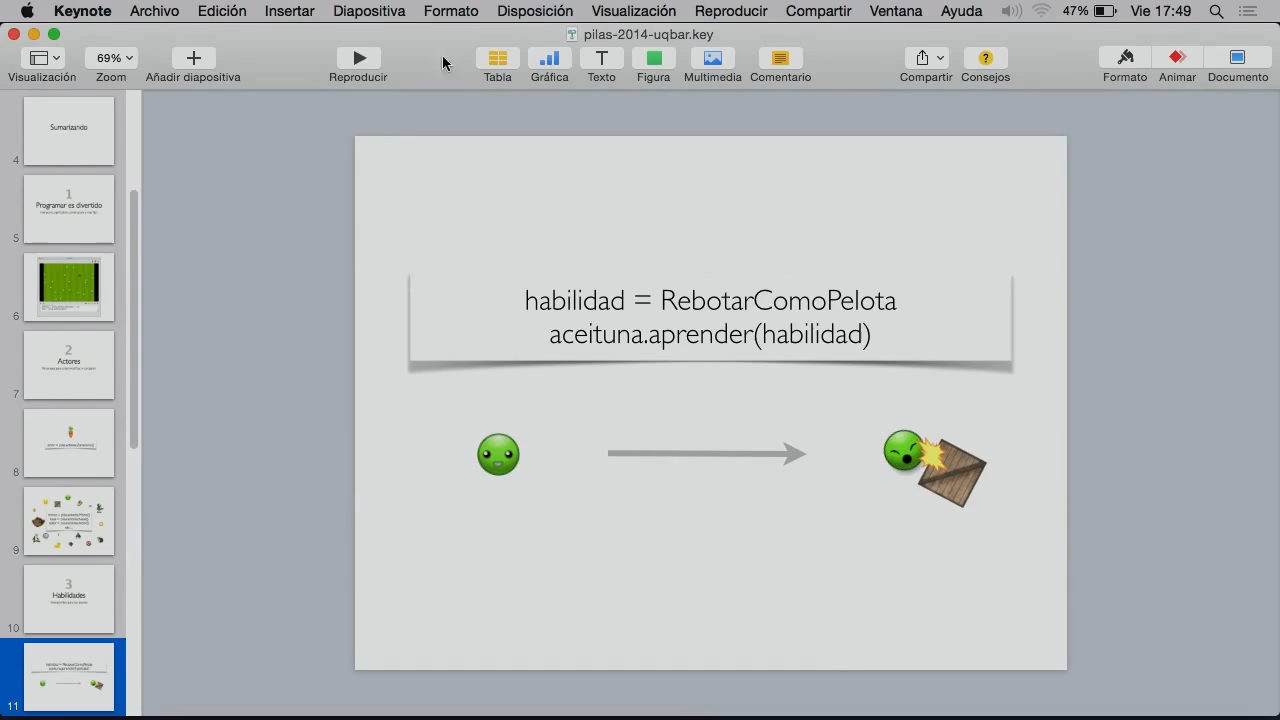 Keynote Archivo Edición Insertar Diapositiva Formato Disposición Visualización Reproducir Compartir Ventana Ayuda 47% Vie 17:49
pilas-2014-uqbar.key
69%
Visualización Zoom Añadir diapositiva Reproducir Tabla Gráfica Texto Figura Multimedia Comentario Compartir Consejos Formato Animar Documento
Sumarizando
4
1
Programar es divertido
5
6
2
Actores
7
8
9
3
Habilidades
10
11
habilidad = RebotarComoPelota
aceituna.aprender(habilidad)